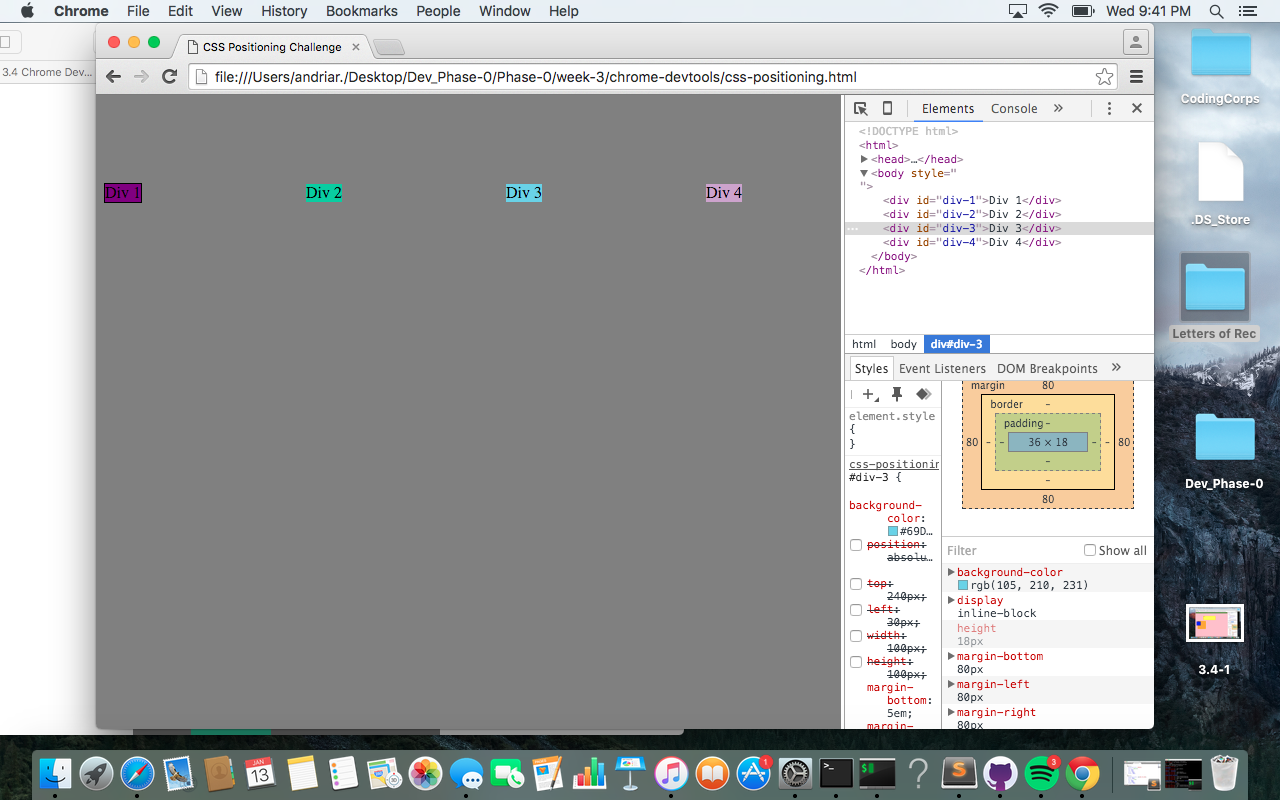 Chrome File Edit View History Bookmarks People Window Help Wed 9:41 PM
CSS Positioning Challenge
3.4 Chrome Dev...
file:///Users/andriar./Desktop/Dev_Phase-0/Phase-0/week-3/chrome-devtools/css-positioning.html
CodingCorps
.DS_Store
Letters of Rec
Dev_Phase-0
3.4-1
Div 1 Div 2 Div 3 Div 4
Elements Console »
<!DOCTYPE html>
<html>
<head>…</head>
<body style="
">
<div id="div-1">Div 1</div>
<div id="div-2">Div 2</div>
... <div id="div-3">Div 3</div>
<div id="div-4">Div 4</div>
</body>
</html>
html body div#div-3
Styles Event Listeners DOM Breakpoints »
element.style
{
}
css-positionin
#div-3 {
background-
color:
#69D…
position:
absolu…
top:
240px;
left:
30px;
width:
100px;
height:
100px;
margin-
bottom:
5em;
margin-
margin 80
border -
padding -
80 - - 36 × 18 - - 80
-
-
80
Filter Show all
background-color
rgb(105, 210, 231)
display
inline-block
height
18px
margin-bottom
80px
margin-left
80px
margin-right
80px
JAN
13
1
3